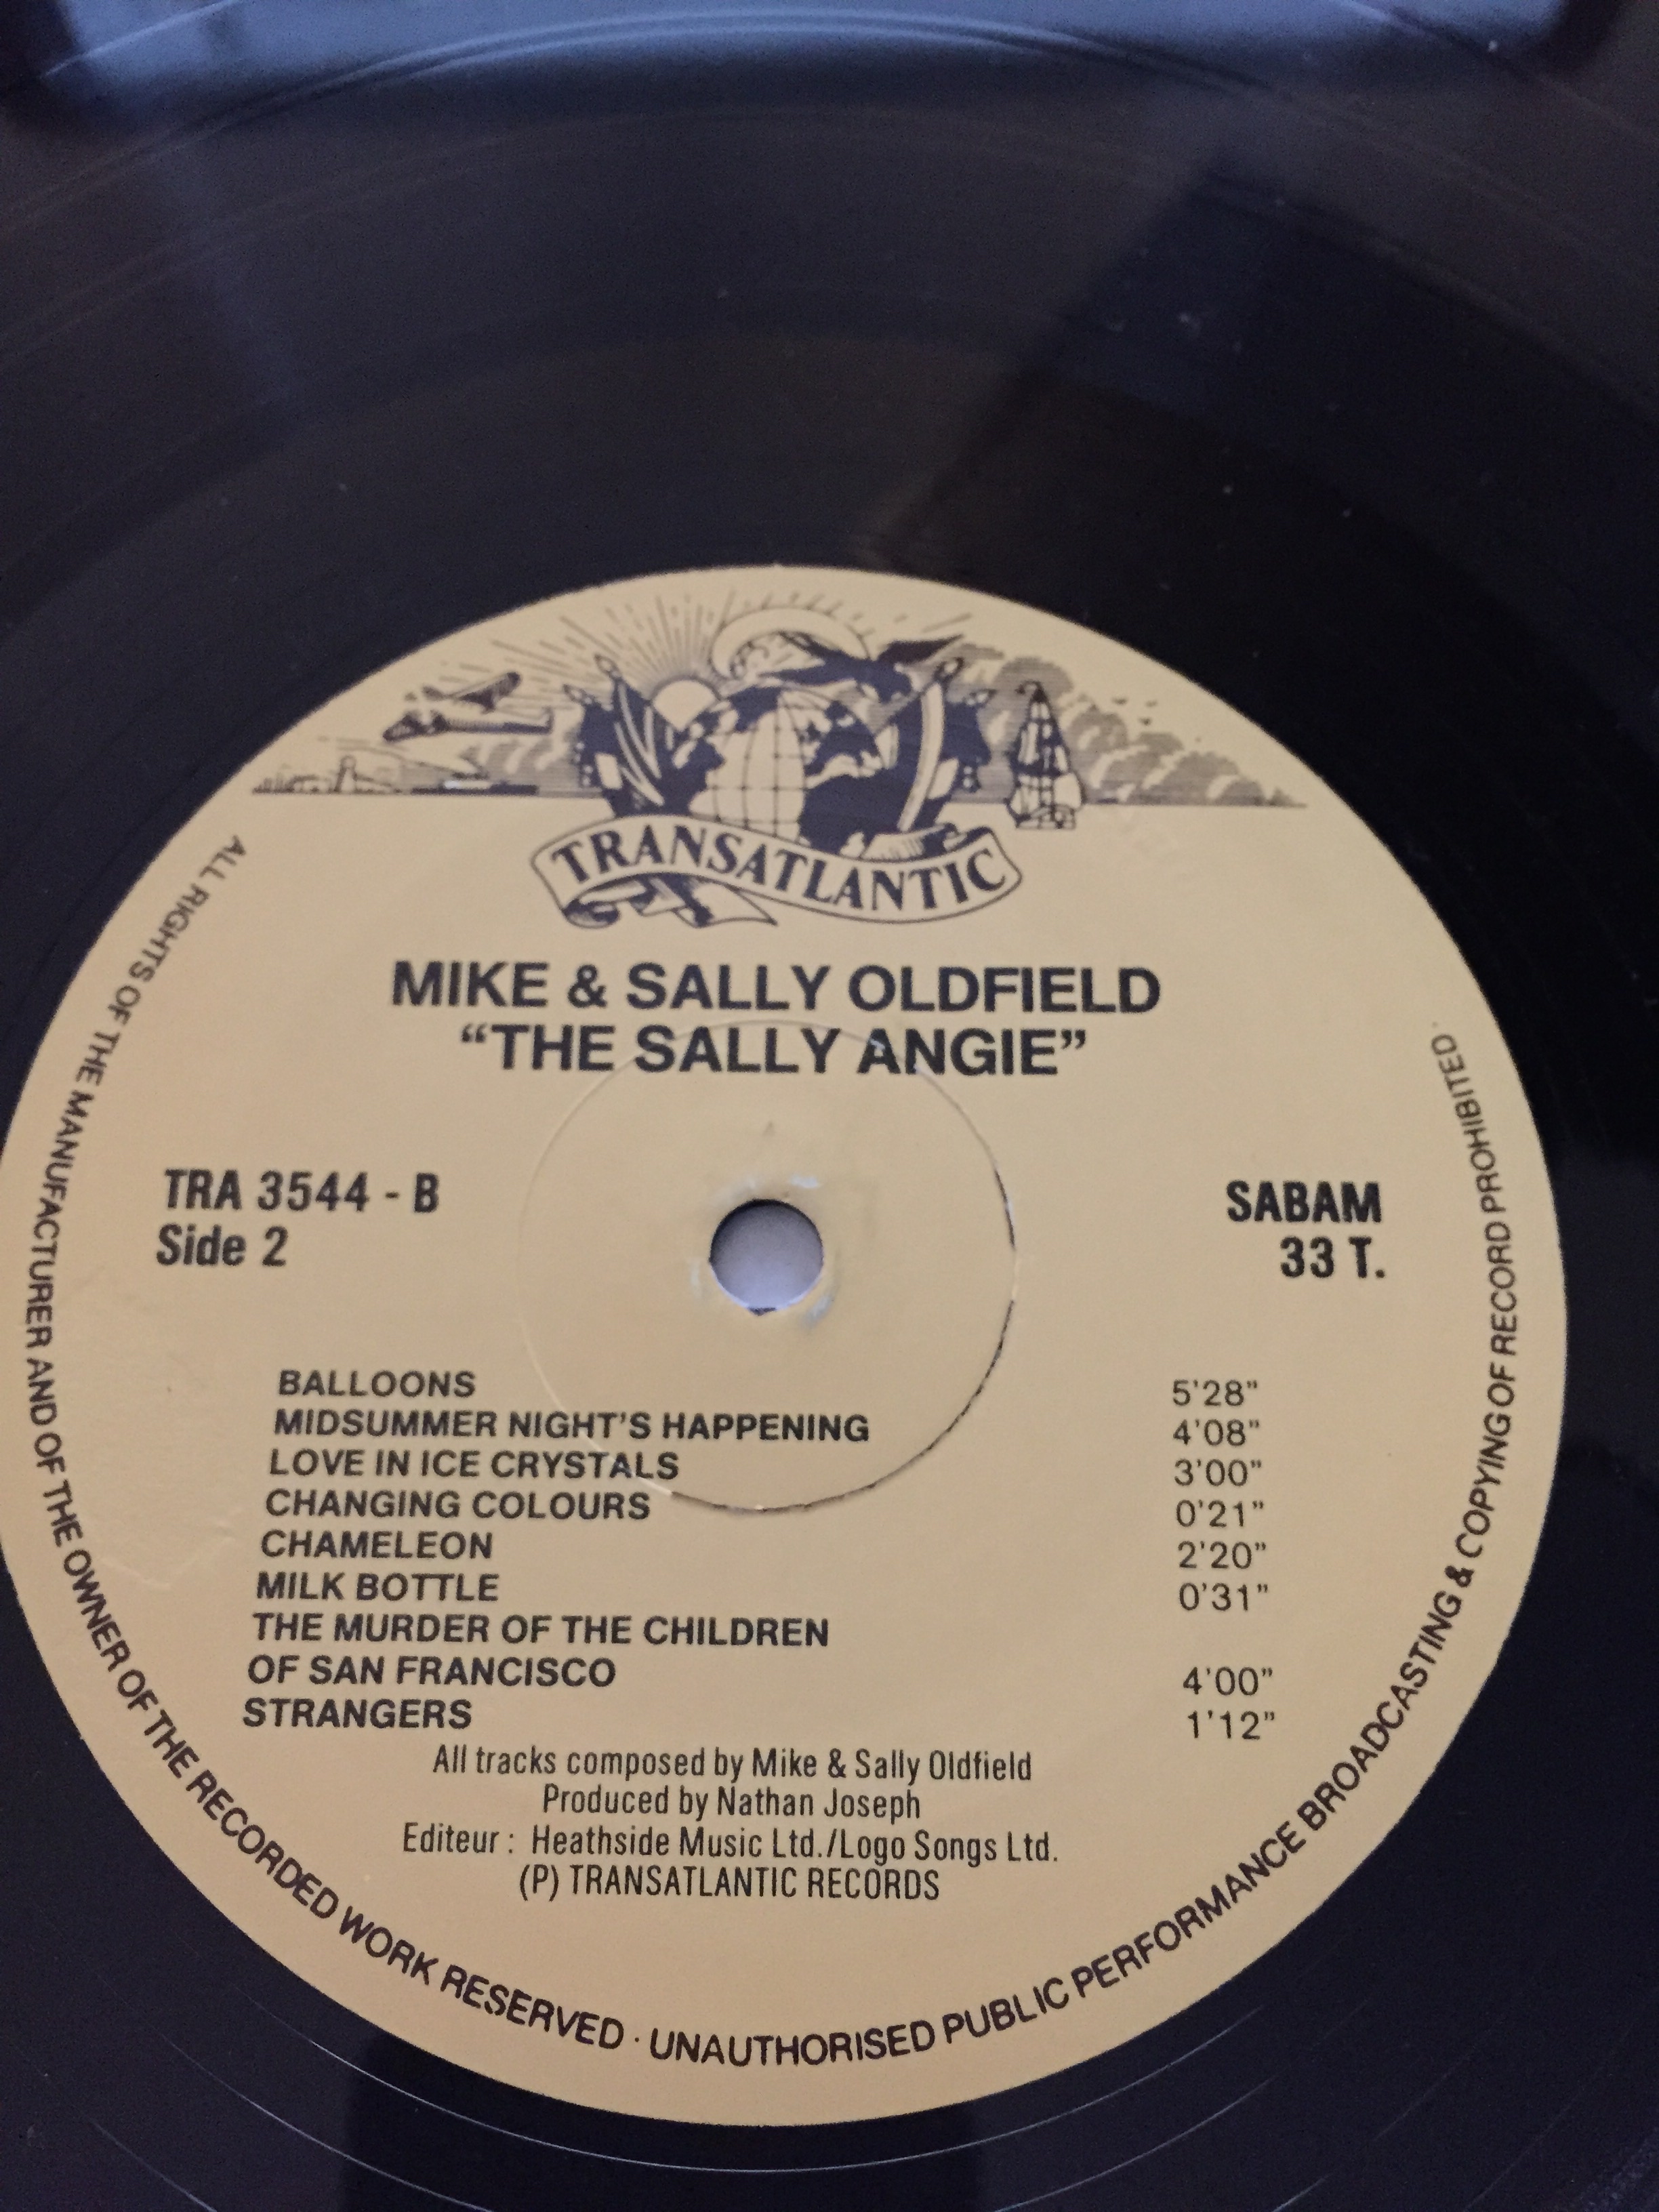 TRANSATLANTIC
MIKE & SALLY OLDFIELD
“THE SALLY ANGIE”
TRA 3544 - B
Side 2
SABAM
33 T.
BALLOONS 5'28”
MIDSUMMER NIGHT'S HAPPENING 4'08”
LOVE IN ICE CRYSTALS 3'00”
CHANGING COLOURS 0'21”
CHAMELEON 2'20”
MILK BOTTLE 0'31”
THE MURDER OF THE CHILDREN
OF SAN FRANCISCO 4'00”
STRANGERS 1'12”
All tracks composed by Mike & Sally Oldfield
Produced by Nathan Joseph
Editeur : Heathside Music Ltd./Logo Songs Ltd.
(P) TRANSATLANTIC RECORDS
ALL RIGHTS OF THE MANUFACTURER AND OF THE OWNER OF THE RECORDED WORK RESERVED · UNAUTHORISED PUBLIC PERFORMANCE BROADCASTING & COPYING OF RECORD PROHIBITED ·